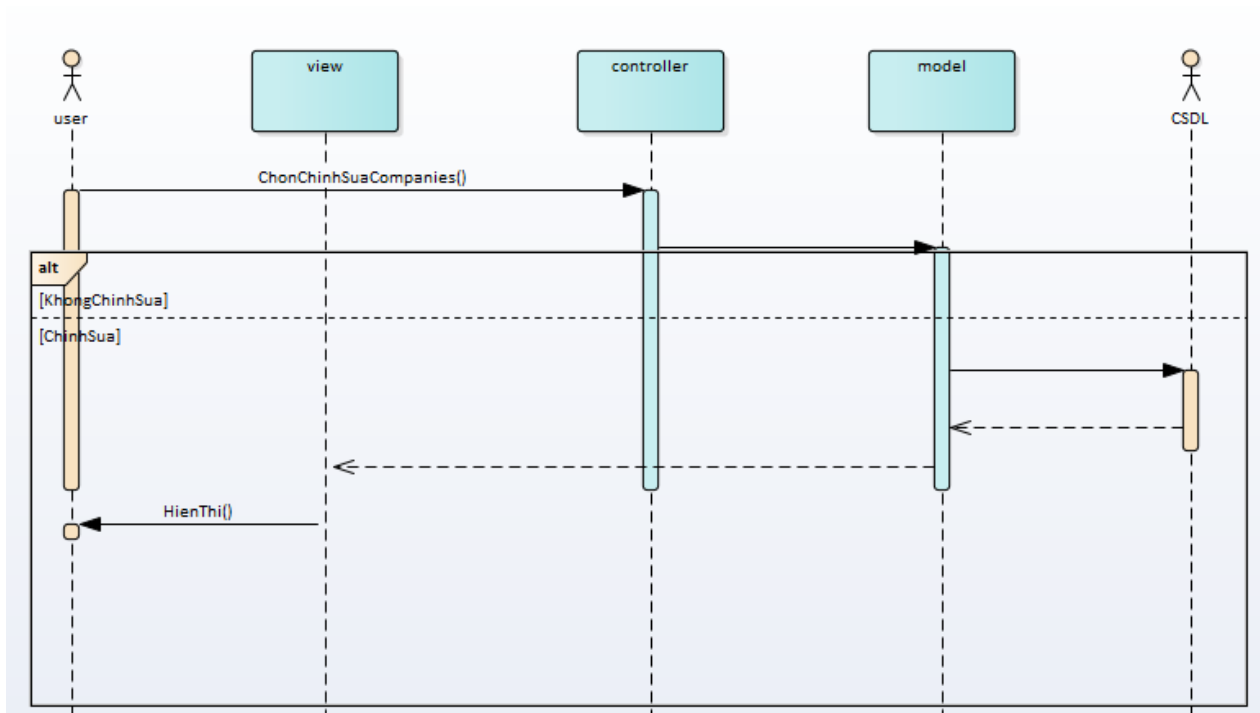 user
view
controller
model
CSDL
ChonChinhSuaCompanies()
alt
[KhongChinhSua]
[ChinhSua]
HienThi()